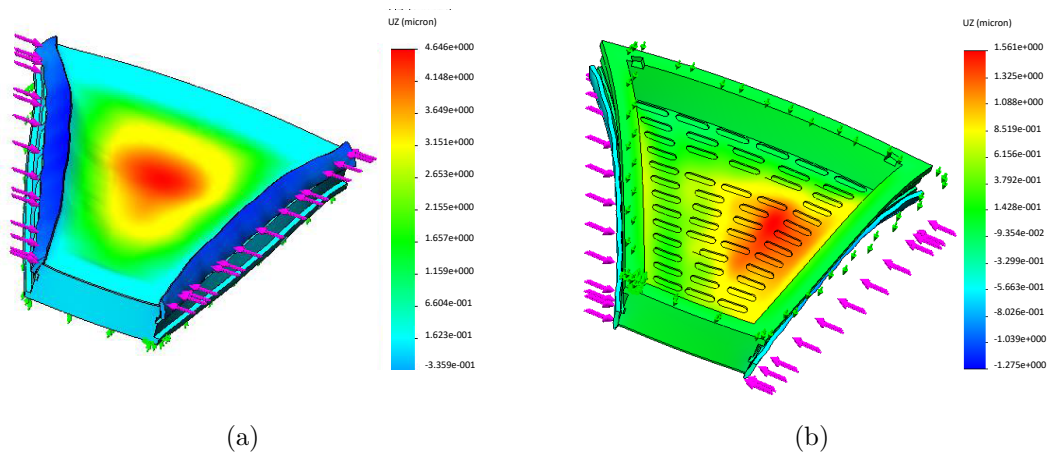 UZ (micron)
4.646e+000
4.148e+000
3.649e+000
3.151e+000
2.653e+000
2.155e+000
1.657e+000
1.159e+000
6.604e-001
1.623e-001
-3.359e-001
(a)
UZ (micron)
1.561e+000
1.325e+000
1.088e+000
8.519e-001
6.156e-001
3.792e-001
1.428e-001
-9.354e-002
-3.299e-001
-5.663e-001
-8.026e-001
-1.039e+000
-1.275e+000
(b)